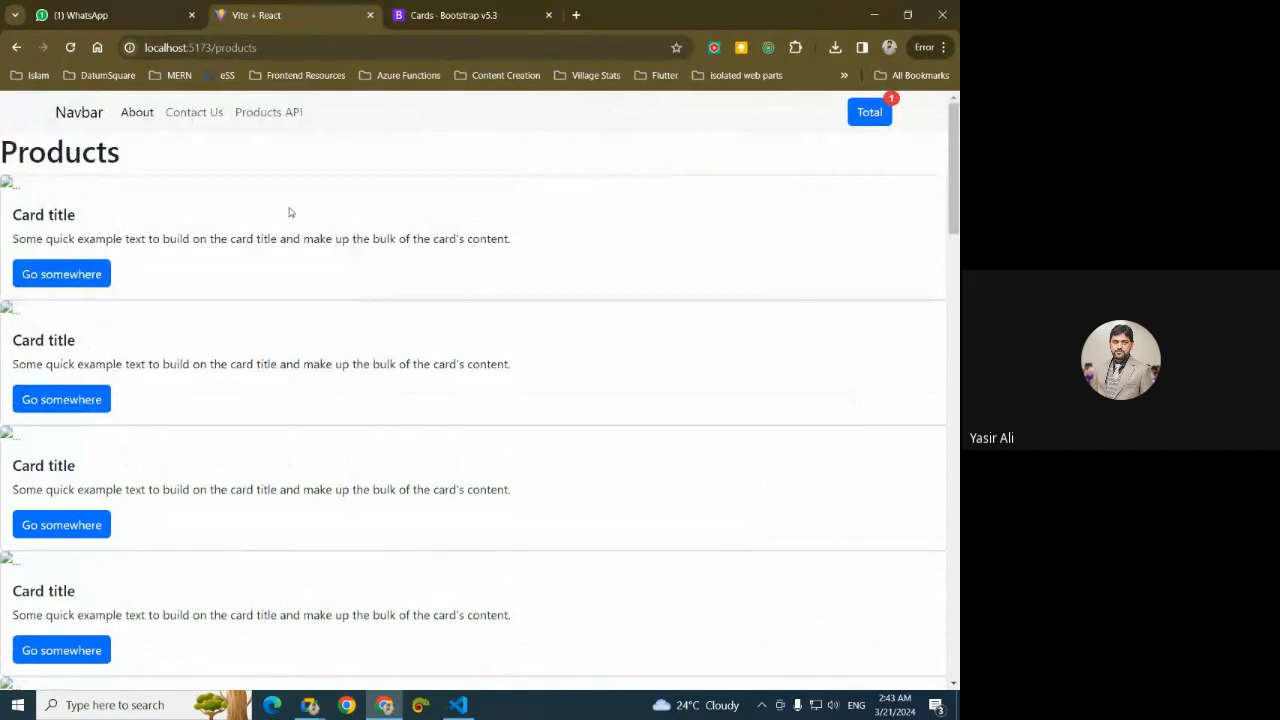 (1) WhatsApp
Vite + React
Cards · Bootstrap v5.3
localhost:5173/products
Error
Islam
DatumSquare
MERN
eSS
Frontend Resources
Azure Functions
Content Creation
Village Stats
Flutter
isolated web parts
»
All Bookmarks
Navbar About Contact Us Products API
Total
1
Products
...
Card title
Some quick example text to build on the card title and make up the bulk of the card's content.
Go somewhere
...
Card title
Some quick example text to build on the card title and make up the bulk of the card's content.
Go somewhere
...
Card title
Some quick example text to build on the card title and make up the bulk of the card's content.
Go somewhere
...
Card title
Some quick example text to build on the card title and make up the bulk of the card's content.
Go somewhere
...
Yasir Ali
Type here to search
24°C Cloudy
ENG
2:43 AM
3/21/2024
3